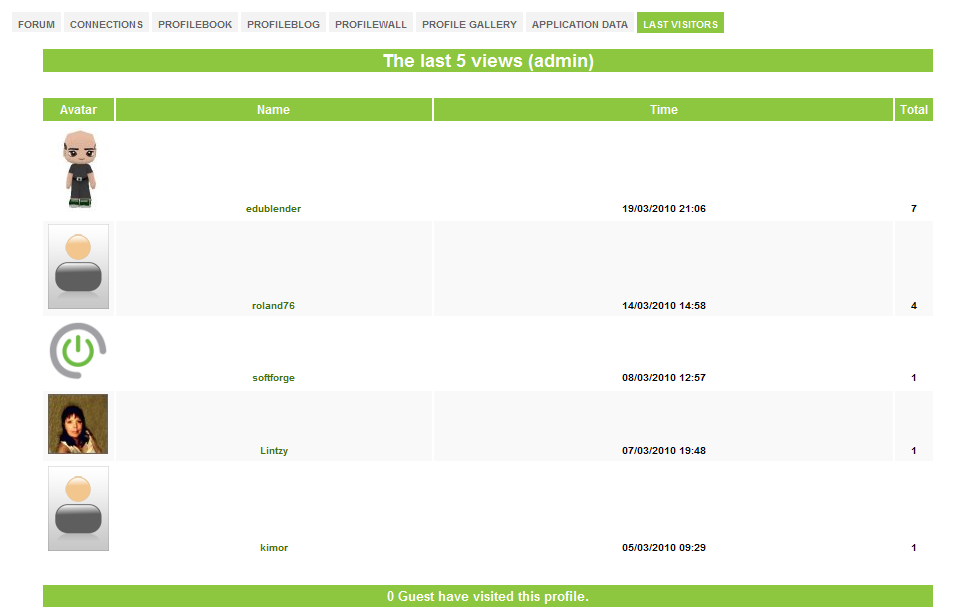 FORUM CONNECTIONS PROFILEBOOK PROFILEBLOG PROFILEWALL PROFILE GALLERY APPLICATION DATA LAST VISITORS
The last 5 views (admin)
Avatar Name Time Total
edublender 19/03/2010 21:06 7
roland76 14/03/2010 14:58 4
softforge 08/03/2010 12:57 1
Lintzy 07/03/2010 19:48 1
kimor 05/03/2010 09:29 1
0 Guest have visited this profile.